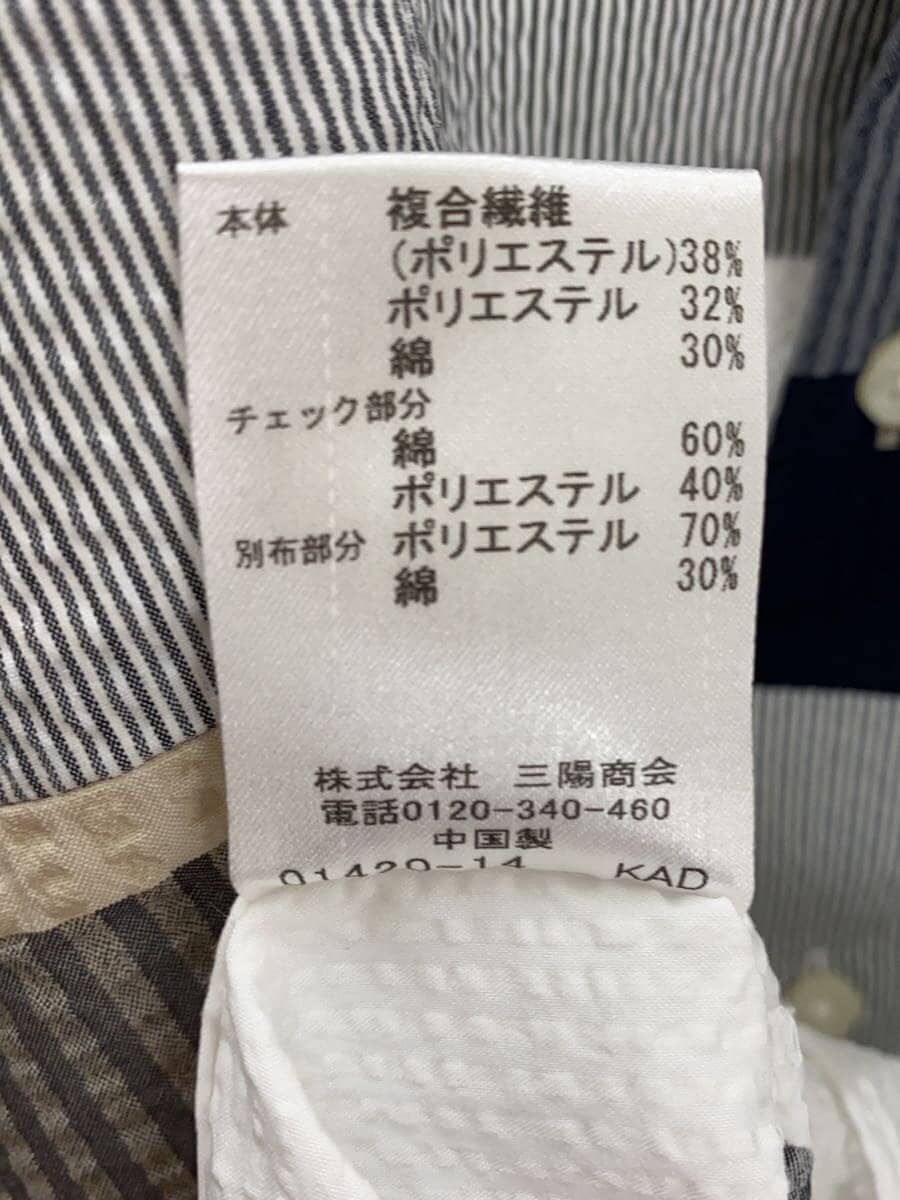 本体 複合繊維
(ポリエステル)38%
ポリエステル 32%
綿 30%
チェック部分
綿 60%
ポリエステル 40%
別布部分 ポリエステル 70%
綿 30%
株式会社 三陽商会
電話0120-340-460
中国製
01429-14 KAD